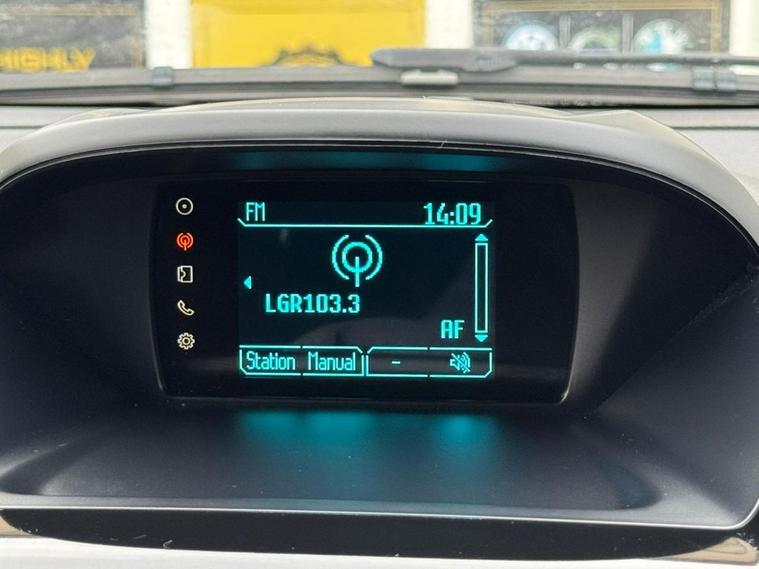 HIGHLY
FM 14:09
LGR103.3
AF
Station Manual -